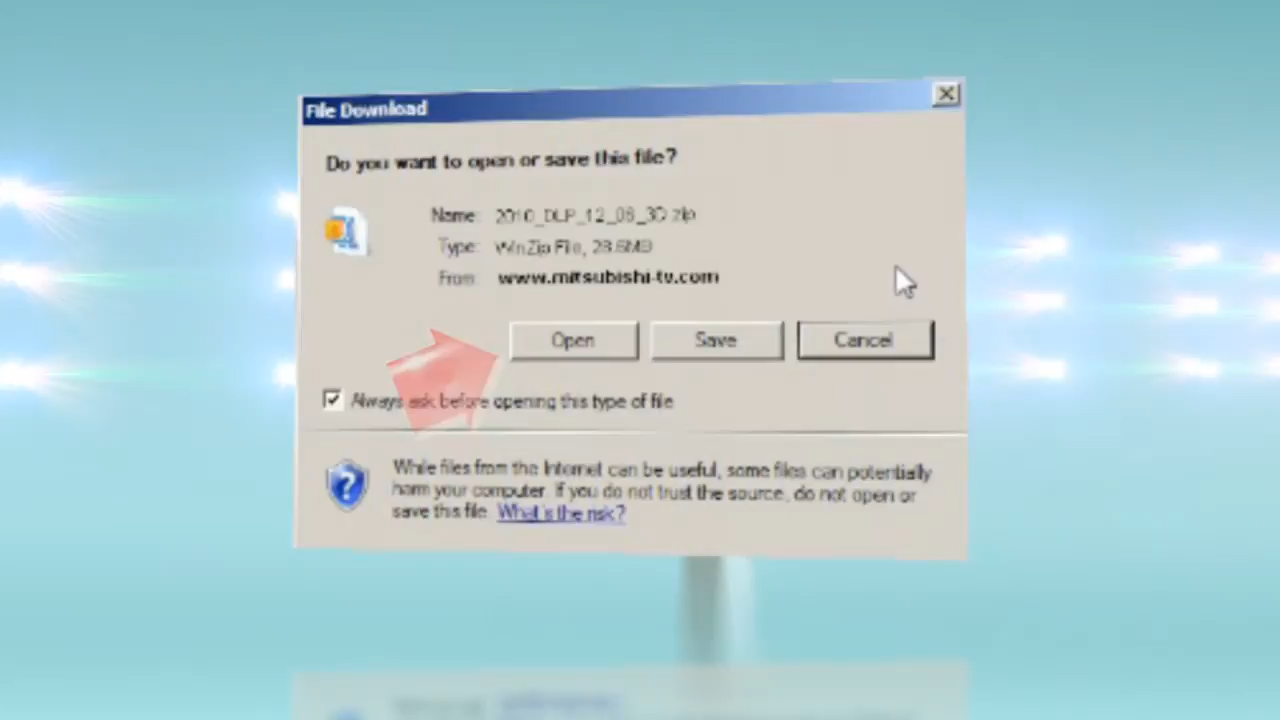 File Download
Do you want to open or save this file?
Name: 2010_DLP_12_08_3D.zip
Type: WinZip File, 28.6MB
From: www.mitsubishi-tv.com
Open Save Cancel
Always ask before opening this type of file
While files from the Internet can be useful, some files can potentially
harm your computer. If you do not trust the source, do not open or
save this file. What's the risk?